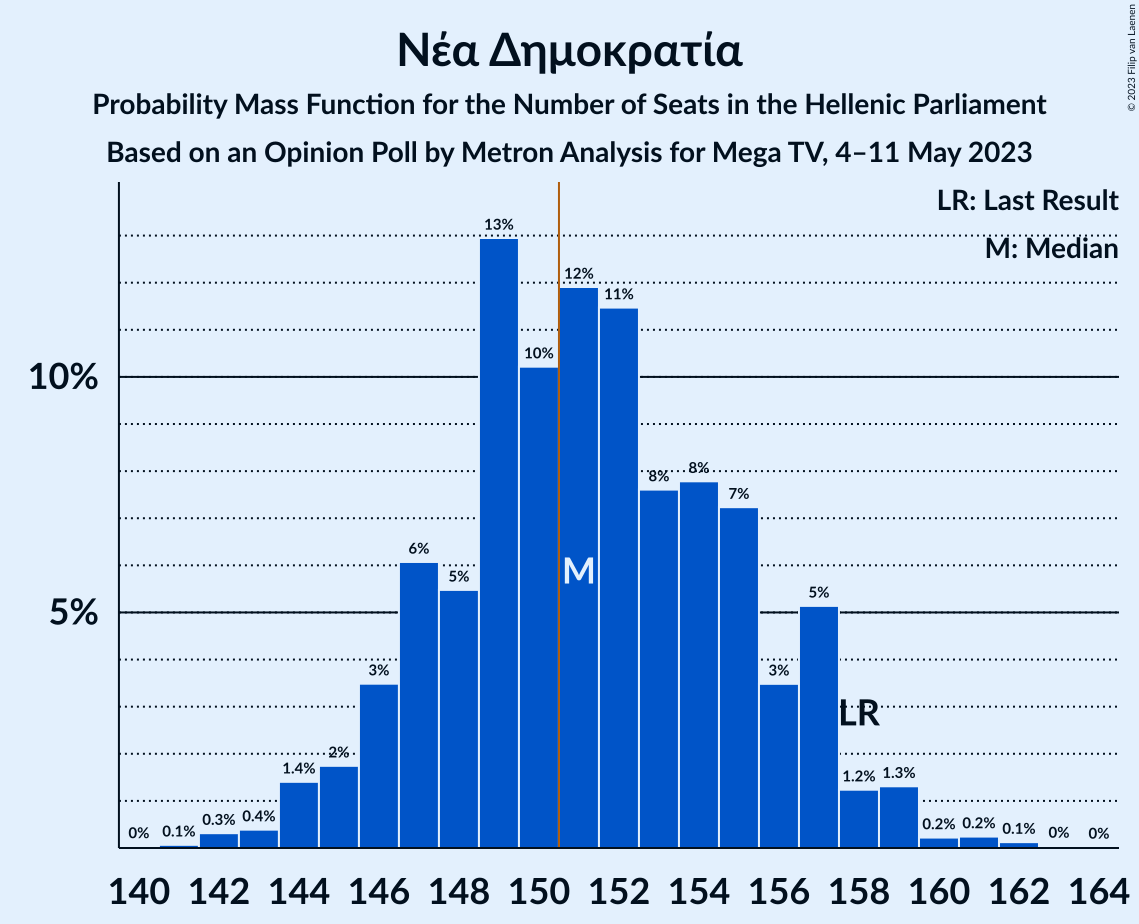 Νέα Δημοκρατία
Probability Mass Function for the Number of Seats in the Hellenic Parliament
Based on an Opinion Poll by Metron Analysis for Mega TV, 4–11 May 2023
© 2023 Filip van Laenen
LR: Last Result
M: Median
10%
5%
0% 0.1% 0.3% 0.4% 1.4% 2% 3% 6% 5% 13% 10% 12% 11% 8% 8% 7% 3% 5% 1.2% 1.3% 0.2% 0.2% 0.1% 0% 0%
M
LR
140 142 144 146 148 150 152 154 156 158 160 162 164